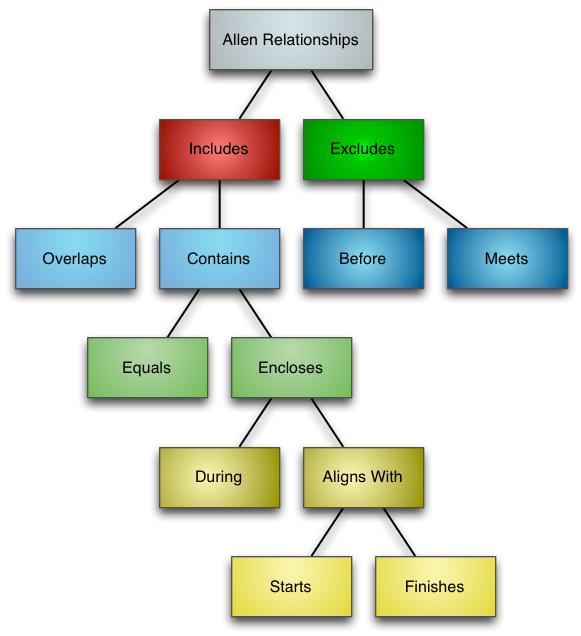 Allen Relationships
Includes
Excludes
Overlaps
Contains
Before
Meets
Equals
Encloses
During
Aligns With
Starts
Finishes